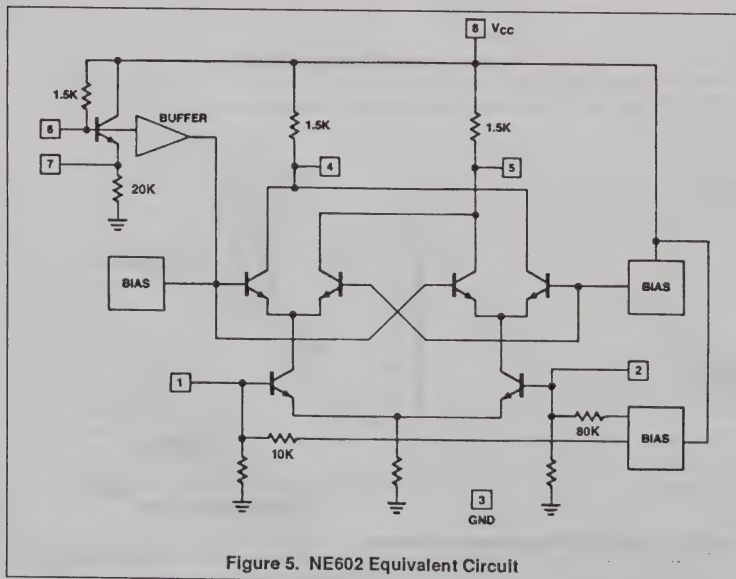 8 VCC
1.5K
6
BUFFER
1.5K
1.5K
7
4
5
20K
BIAS
BIAS
1
2
80K
10K
BIAS
3
GND
Figure 5. NE602 Equivalent Circuit